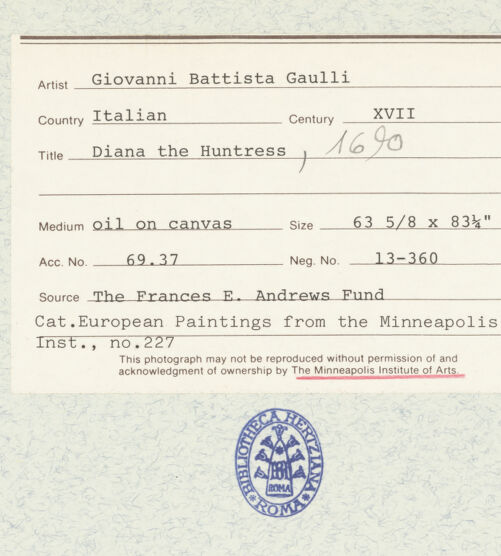 Artist Giovanni Battista Gaulli
Country Italian Century XVII
Title Diana the Huntress, 1690
Medium oil on canvas Size 63 5/8 x 83¼"
Acc. No. 69.37 Neg. No. 13-360
Source The Frances E. Andrews Fund
Cat.European Paintings from the Minneapolis
Inst., no.227
This photograph may not be reproduced without permission of and
acknowledgment of ownership by The Minneapolis Institute of Arts.
BIBLIOTHECA HERTZIANA
ROMA
ROMA